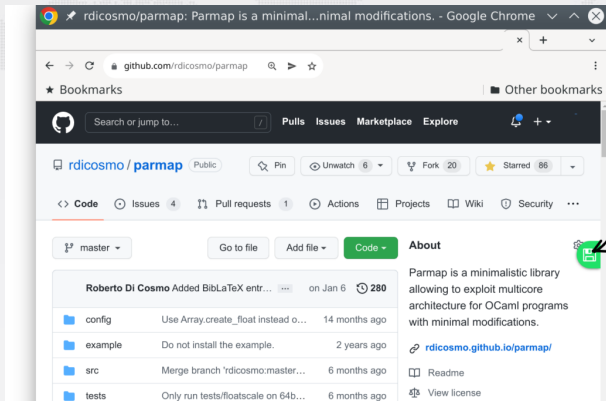 rdicosmo/parmap: Parmap is a minimal...nimal modifications. - Google Chrome
github.com/rdicosmo/parmap
Bookmarks Other bookmarks
Search or jump to... / Pulls Issues Marketplace Explore
rdicosmo / parmap Public Pin Unwatch 6 Fork 20 Starred 86
Code Issues 4 Pull requests 1 Actions Projects Wiki Security
master Go to file Add file Code About
Parmap is a minimalistic library
allowing to exploit multicore
architecture for OCaml programs
with minimal modifications.
Roberto Di Cosmo Added BibLaTeX entr... on Jan 6 280
config Use Array.create_float instead o... 14 months ago
example Do not install the example. 2 years ago
rdicosmo.github.io/parmap/
src Merge branch 'rdicosmo:master... 6 months ago
Readme
tests Only run tests/floatscale on 64b... 6 months ago
View license